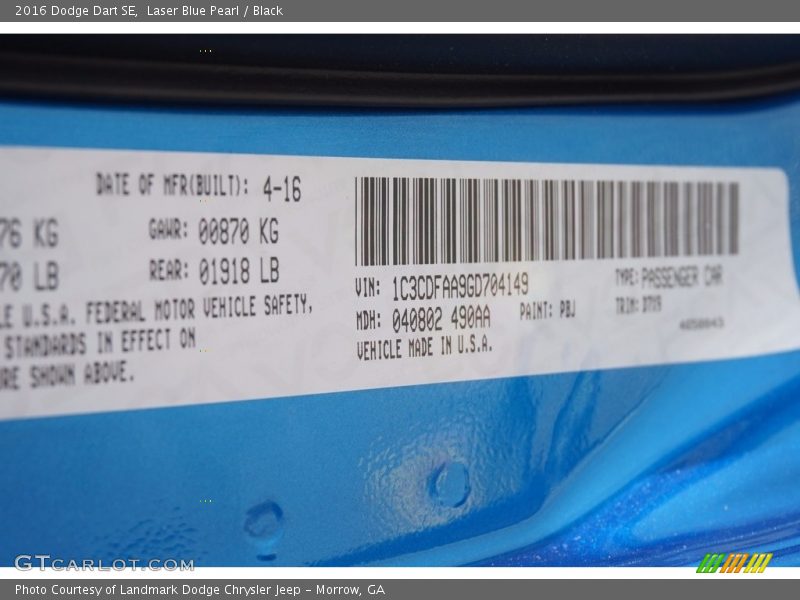 2016 Dodge Dart SE, Laser Blue Pearl / Black
DATE OF MFR(BUILT): 4-16
76 KG GAWR: 00870 KG
70 LB REAR: 01918 LB
LE U.S.A. FEDERAL MOTOR VEHICLE SAFETY,
STANDARDS IN EFFECT ON
RE SHOWN ABOVE.
VIN: 1C3CDFAA9GD704149 TYPE: PASSENGER CAR
MDH: 040802 490AA PAINT: PBJ TRIM:
VEHICLE MADE IN U.S.A.
GTCARLOT.COM
Photo Courtesy of Landmark Dodge Chrysler Jeep – Morrow, GA